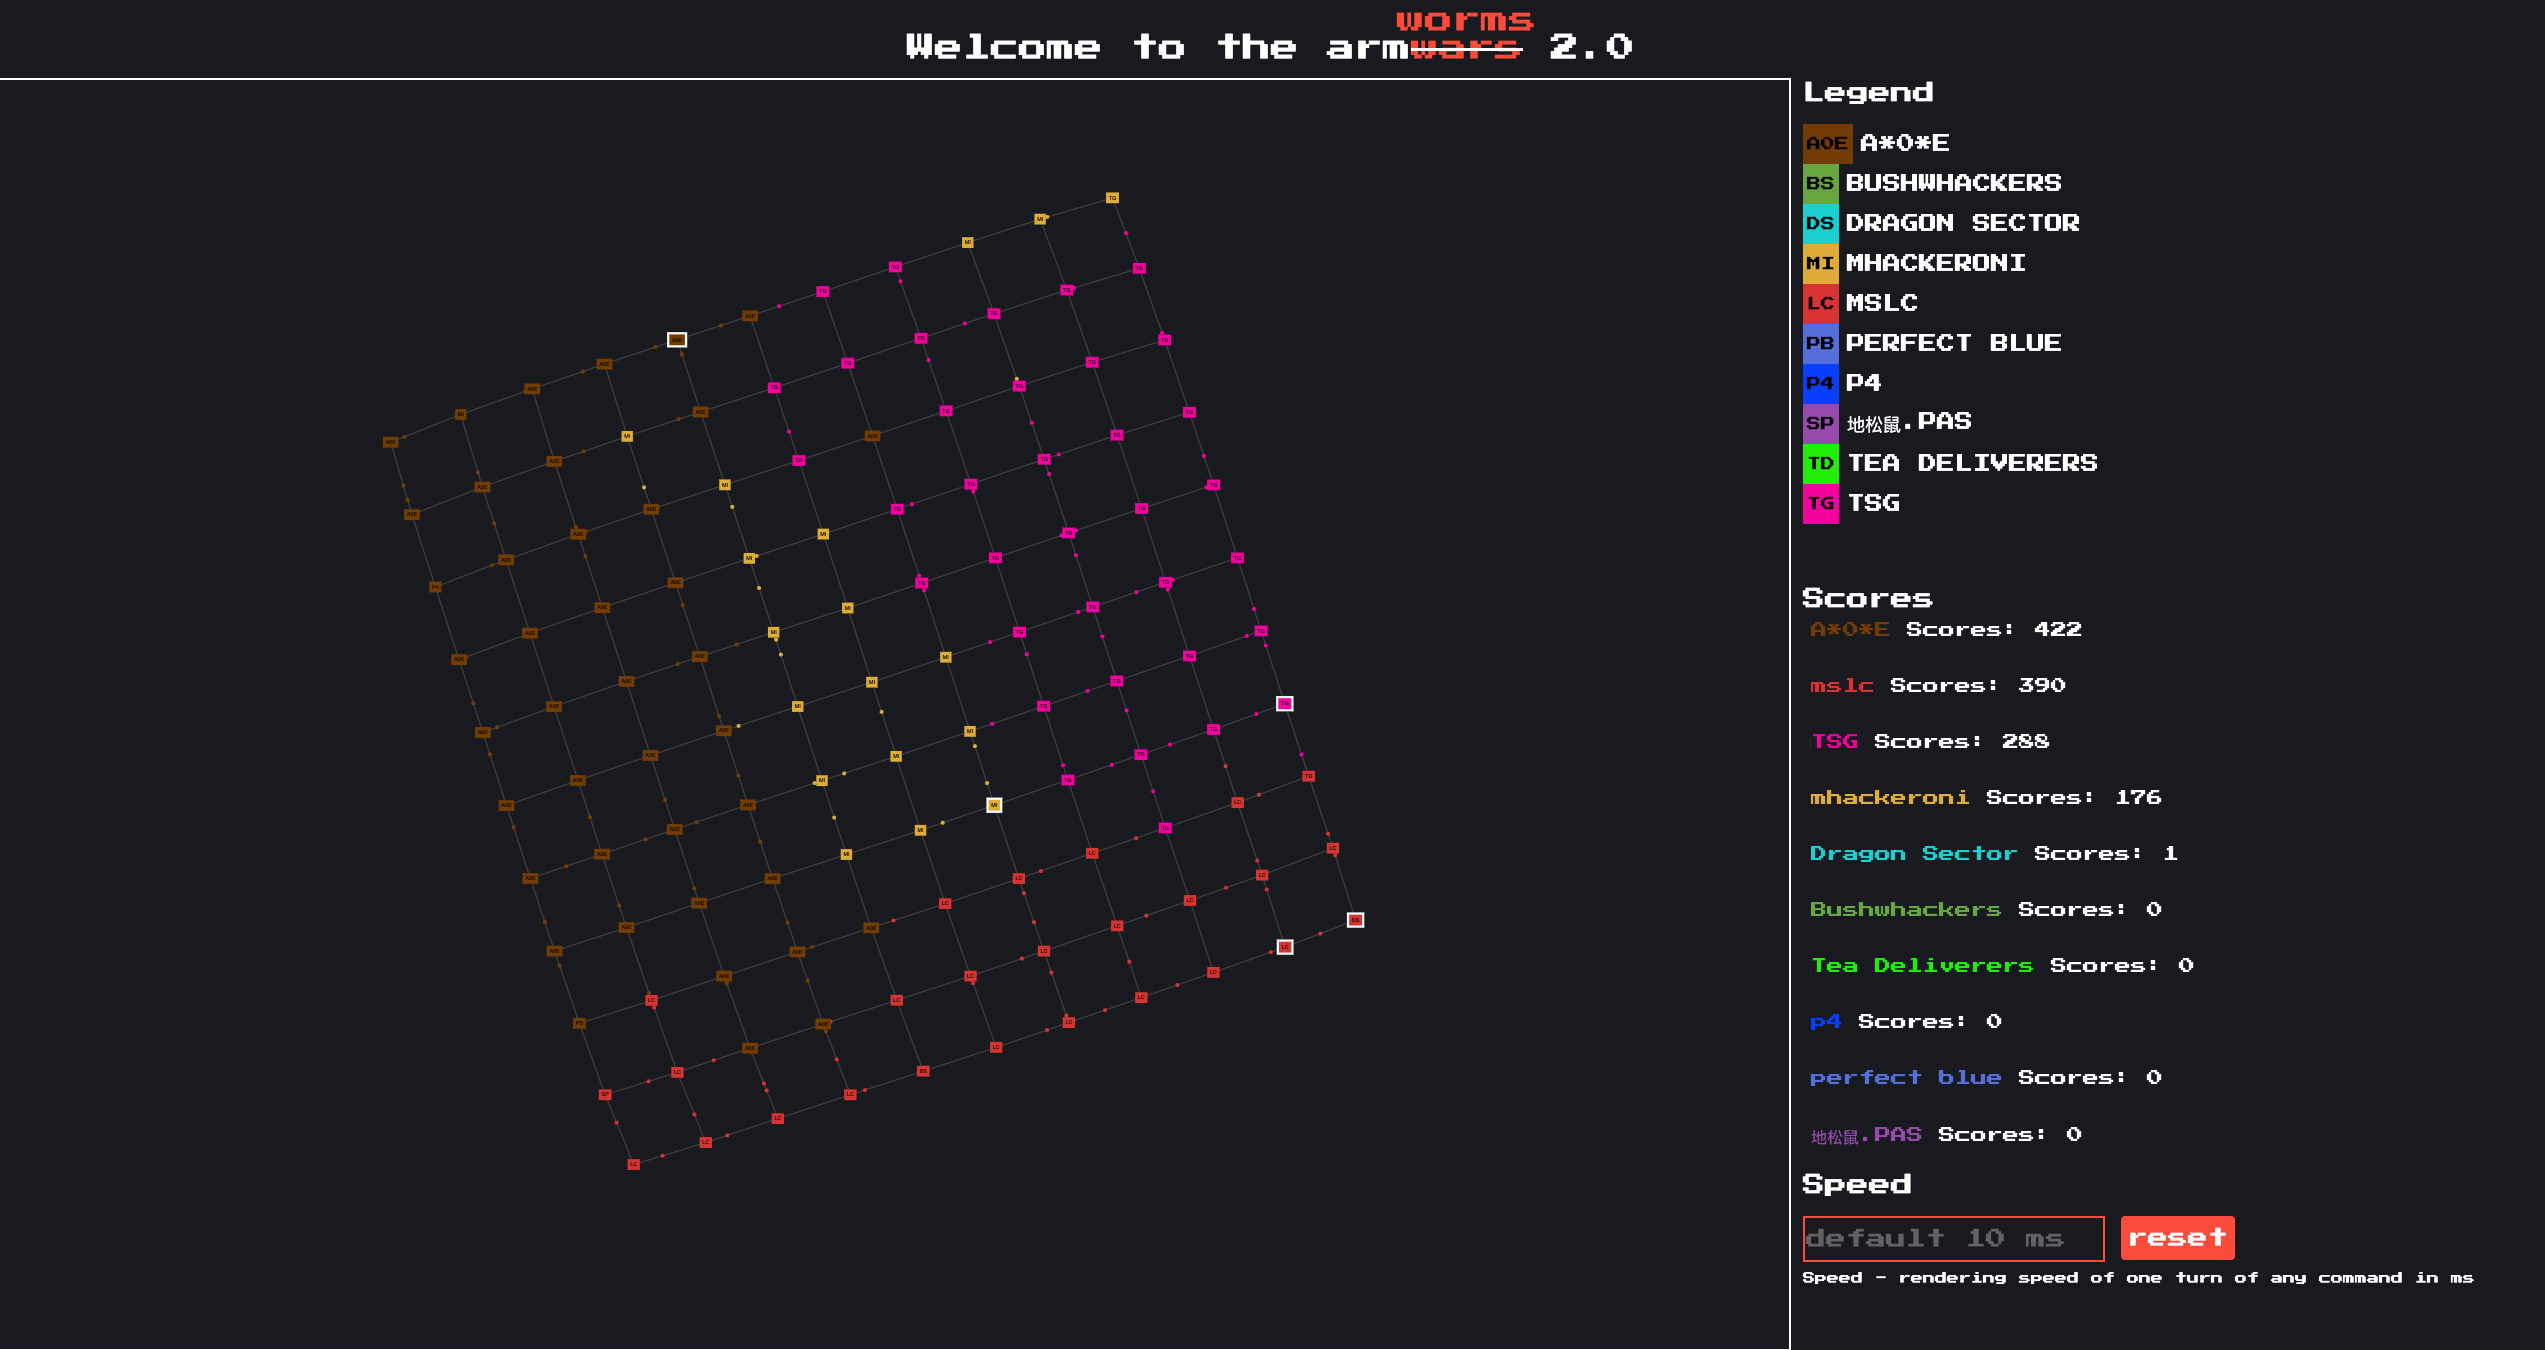 worms
Welcome to the armwars 2.0
Legend
AOE A*0*E
BS BUSHWHACKERS
DS DRAGON SECTOR
MI MHACKERONI
LC MSLC
PB PERFECT BLUE
P4 P4
SP 地松鼠.PAS
TD TEA DELIVERERS
TG TSG
Scores
A*0*E Scores: 422
mslc Scores: 390
TSG Scores: 288
mhackeroni Scores: 176
Dragon Sector Scores: 1
Bushwhackers Scores: 0
Tea Deliverers Scores: 0
p4 Scores: 0
perfect blue Scores: 0
地松鼠.PAS Scores: 0
Speed
default 10 ms reset
Speed - rendering speed of one turn of any command in ms